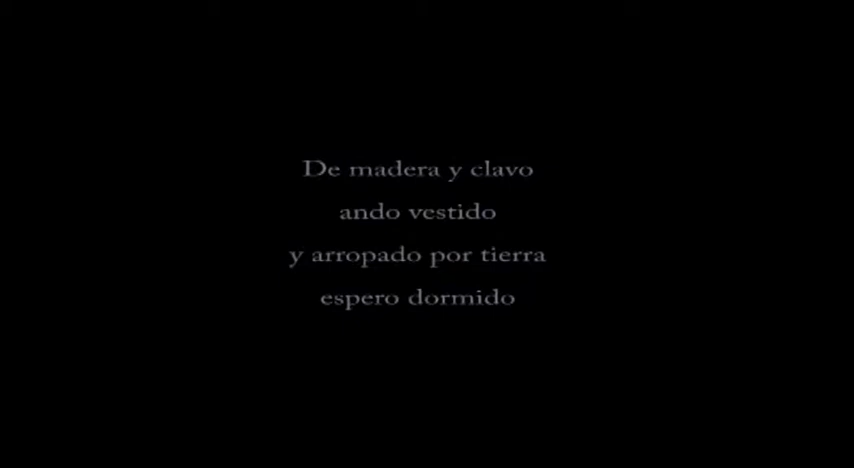 De madera y clavo
ando vestido
y arropado por tierra
espero dormido